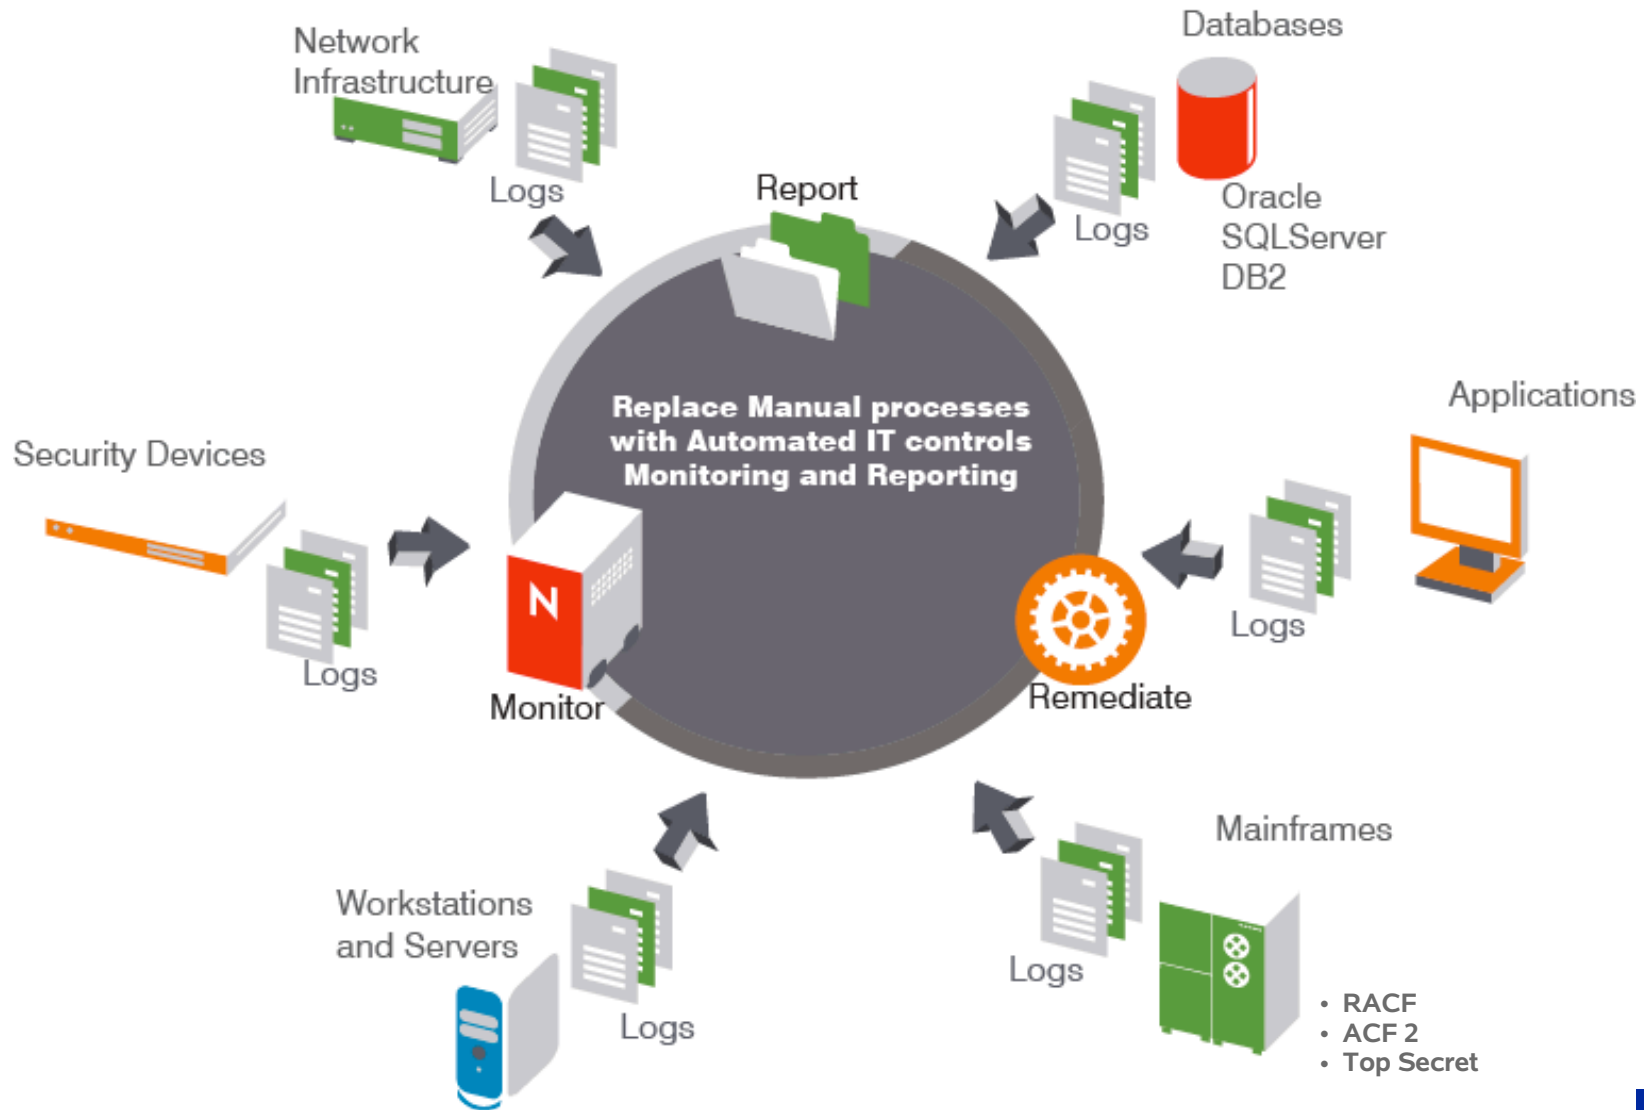 Network
Infrastructure
Logs
Databases
Oracle
SQLServer
DB2
Logs
Report
Replace Manual processes
with Automated IT controls
Monitoring and Reporting
Applications
Logs
Security Devices
Logs
N
Monitor
Remediate
Workstations
and Servers
Logs
Mainframes
Logs
• RACF
• ACF 2
• Top Secret